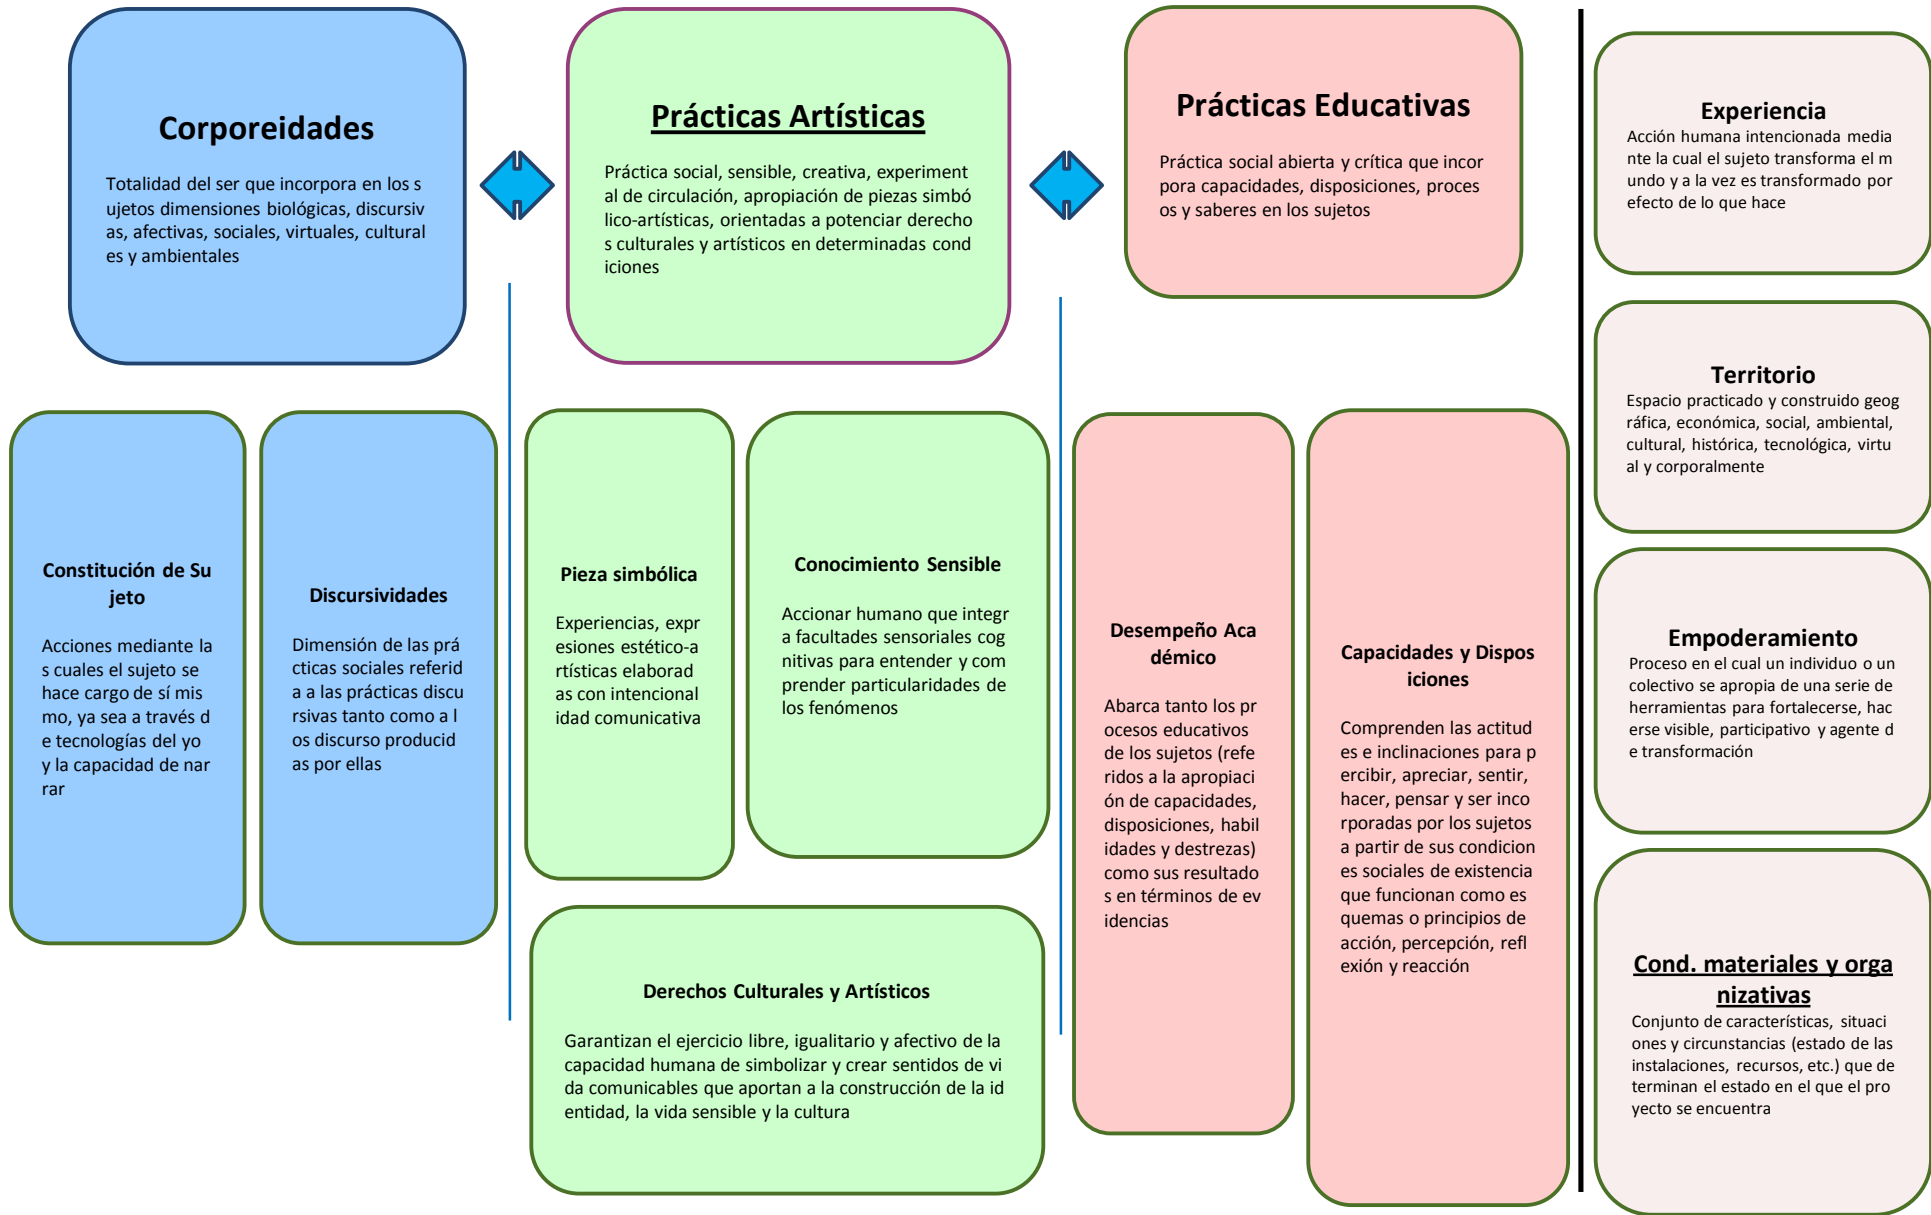 Corporeidades
Totalidad del ser que incorpora en los s
ujetos dimensiones biológicas, discursiv
as, afectivas, sociales, virtuales, cultural
es y ambientales
Prácticas Artísticas
Práctica social, sensible, creativa, experiment
al de circulación, apropiación de piezas simbó
lico-artísticas, orientadas a potenciar derecho
s culturales y artísticos en determinadas cond
iciones
Prácticas Educativas
Práctica social abierta y crítica que incor
pora capacidades, disposiciones, proces
os y saberes en los sujetos
Constitución de Su
jeto
Acciones mediante la
s cuales el sujeto se
hace cargo de sí mis
mo, ya sea a través d
e tecnologías del yo
y la capacidad de nar
rar
Discursividades
Dimensión de las prá
cticas sociales referid
a a las prácticas discu
rsivas tanto como a l
os discurso producid
as por ellas
Pieza simbólica
Experiencias, expr
esiones estético-a
rtísticas elaborad
as con intencional
idad comunicativa
Conocimiento Sensible
Accionar humano que integr
a facultades sensoriales cog
nitivas para entender y com
prender particularidades de
los fenómenos
Derechos Culturales y Artísticos
Garantizan el ejercicio libre, igualitario y afectivo de la
capacidad humana de simbolizar y crear sentidos de vi
da comunicables que aportan a la construcción de la id
entidad, la vida sensible y la cultura
Desempeño Aca
démico
Abarca tanto los pr
ocesos educativos
de los sujetos (refe
ridos a la apropiaci
ón de capacidades,
disposiciones, habil
idades y destrezas)
como sus resultado
s en términos de ev
idencias
Capacidades y Dispos
iciones
Comprenden las actitud
es e inclinaciones para p
ercibir, apreciar, sentir,
hacer, pensar y ser inco
rporadas por los sujetos
a partir de sus condicion
es sociales de existencia
que funcionan como es
quemas o principios de
acción, percepción, refl
exión y reacción
Experiencia
Acción humana intencionada media
nte la cual el sujeto transforma el m
undo y a la vez es transformado por
efecto de lo que hace
Territorio
Espacio practicado y construido geog
ráfica, económica, social, ambiental,
cultural, histórica, tecnológica, virtu
al y corporalmente
Empoderamiento
Proceso en el cual un individuo o un
colectivo se apropia de una serie de
herramientas para fortalecerse, hac
erse visible, participativo y agente d
e transformación
Cond. materiales y orga
nizativas
Conjunto de características, situaci
ones y circunstancias (estado de las
instalaciones, recursos, etc.) que de
terminan el estado en el que el pro
yecto se encuentra